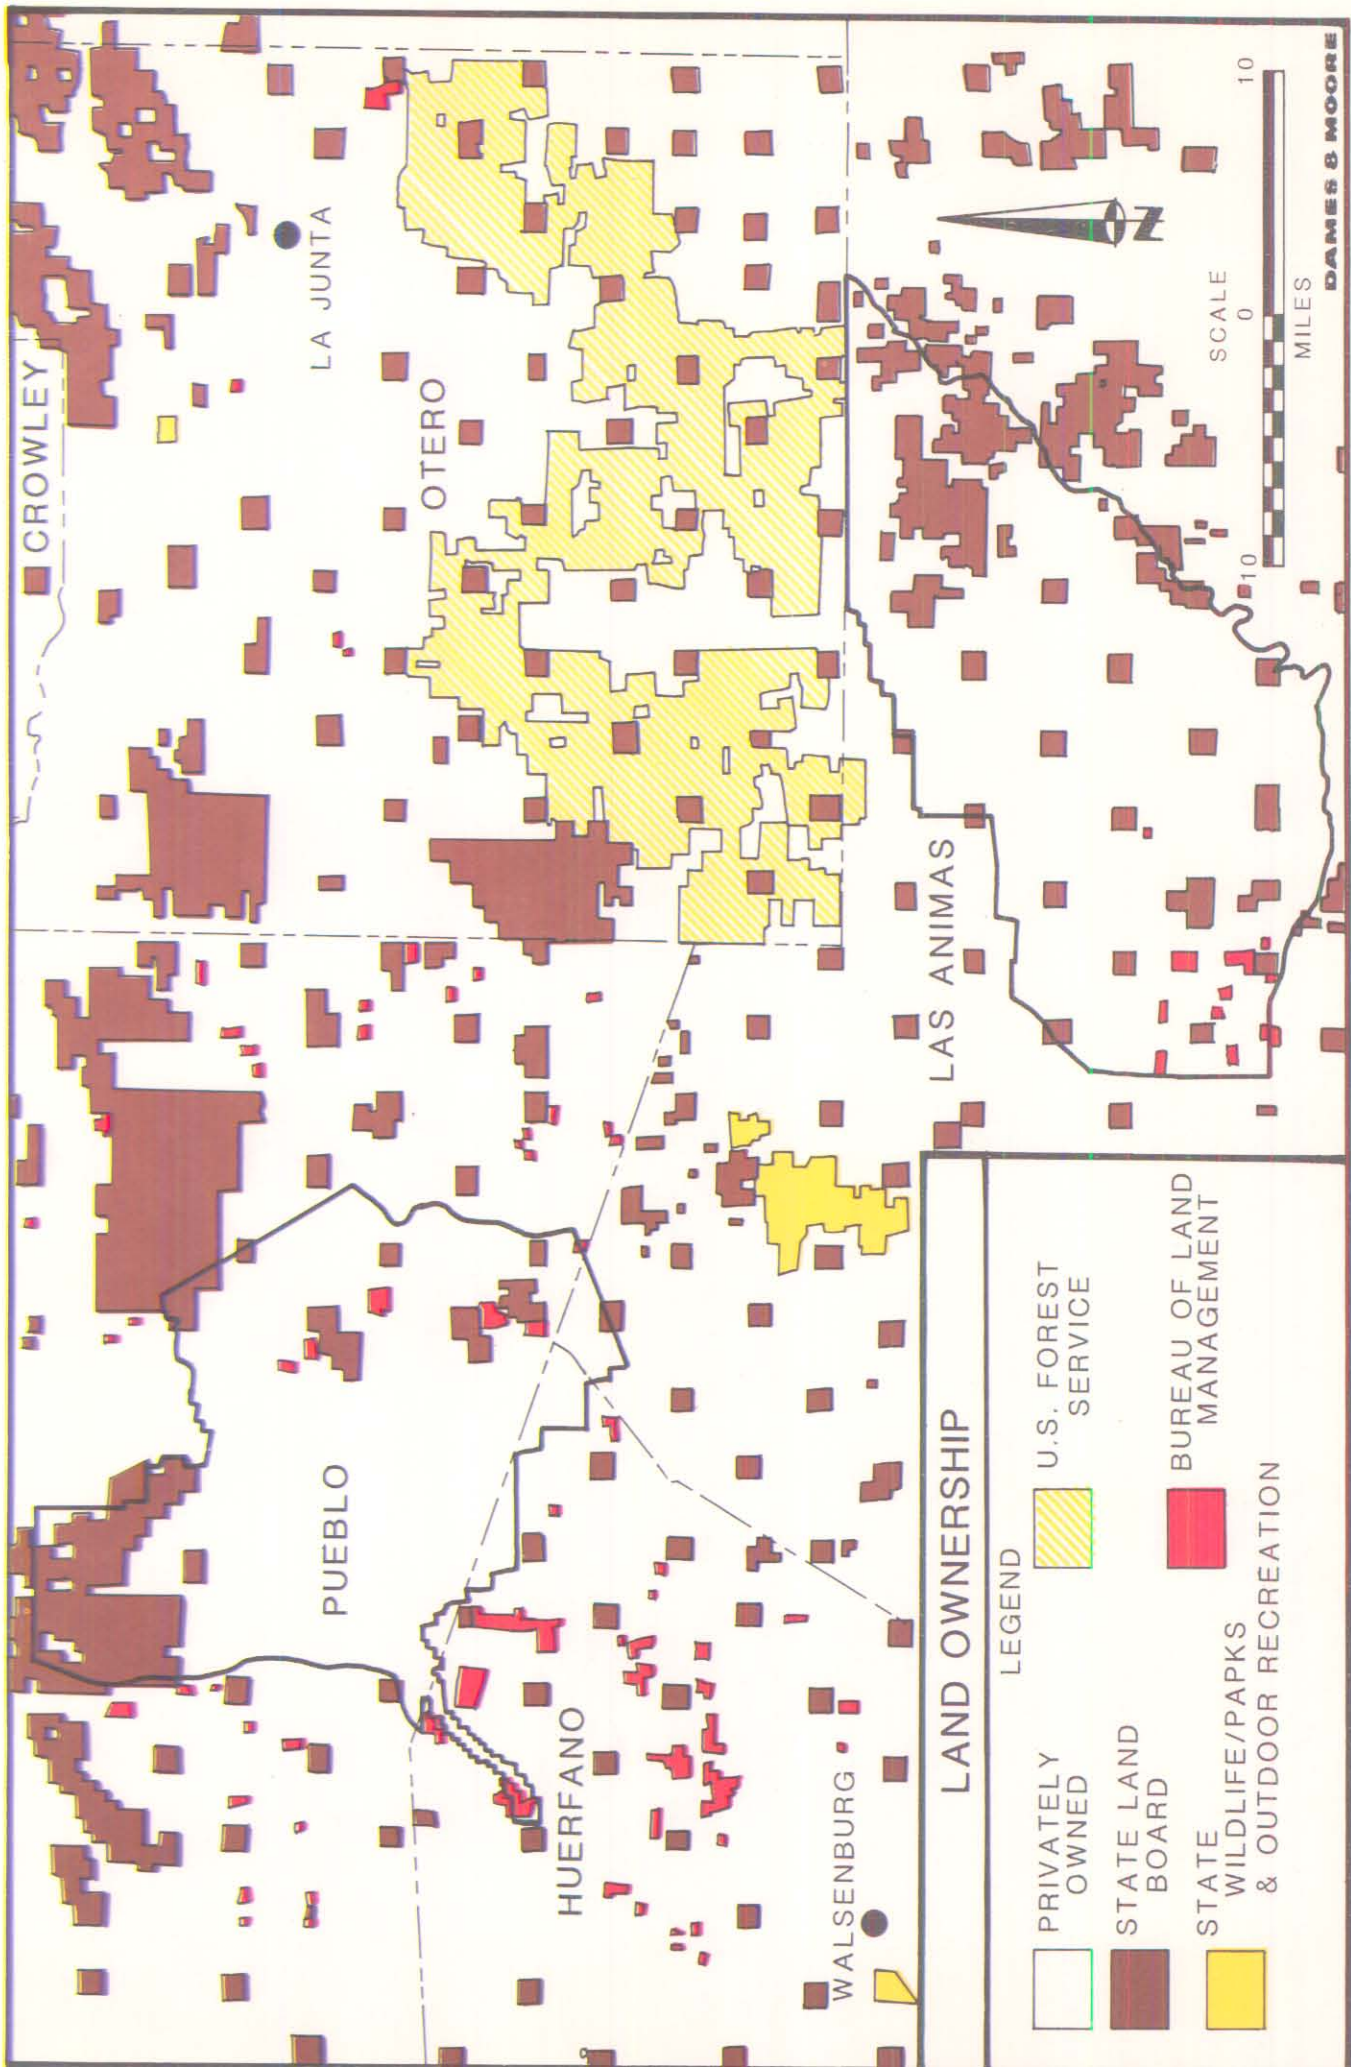 CROWLEY
LA JUNTA
OTERO
PUEBLO
HUERFANO
LAS ANIMAS
WALSENBURG
LAND OWNERSHIP
LEGEND
PRIVATELY
OWNED
STATE LAND
BOARD
STATE
WILDLIFE/PARKS
& OUTDOOR RECREATION
U.S. FOREST
SERVICE
BUREAU OF LAND
MANAGEMENT
N
SCALE
10 0 10
MILES
DAMES & MOORE